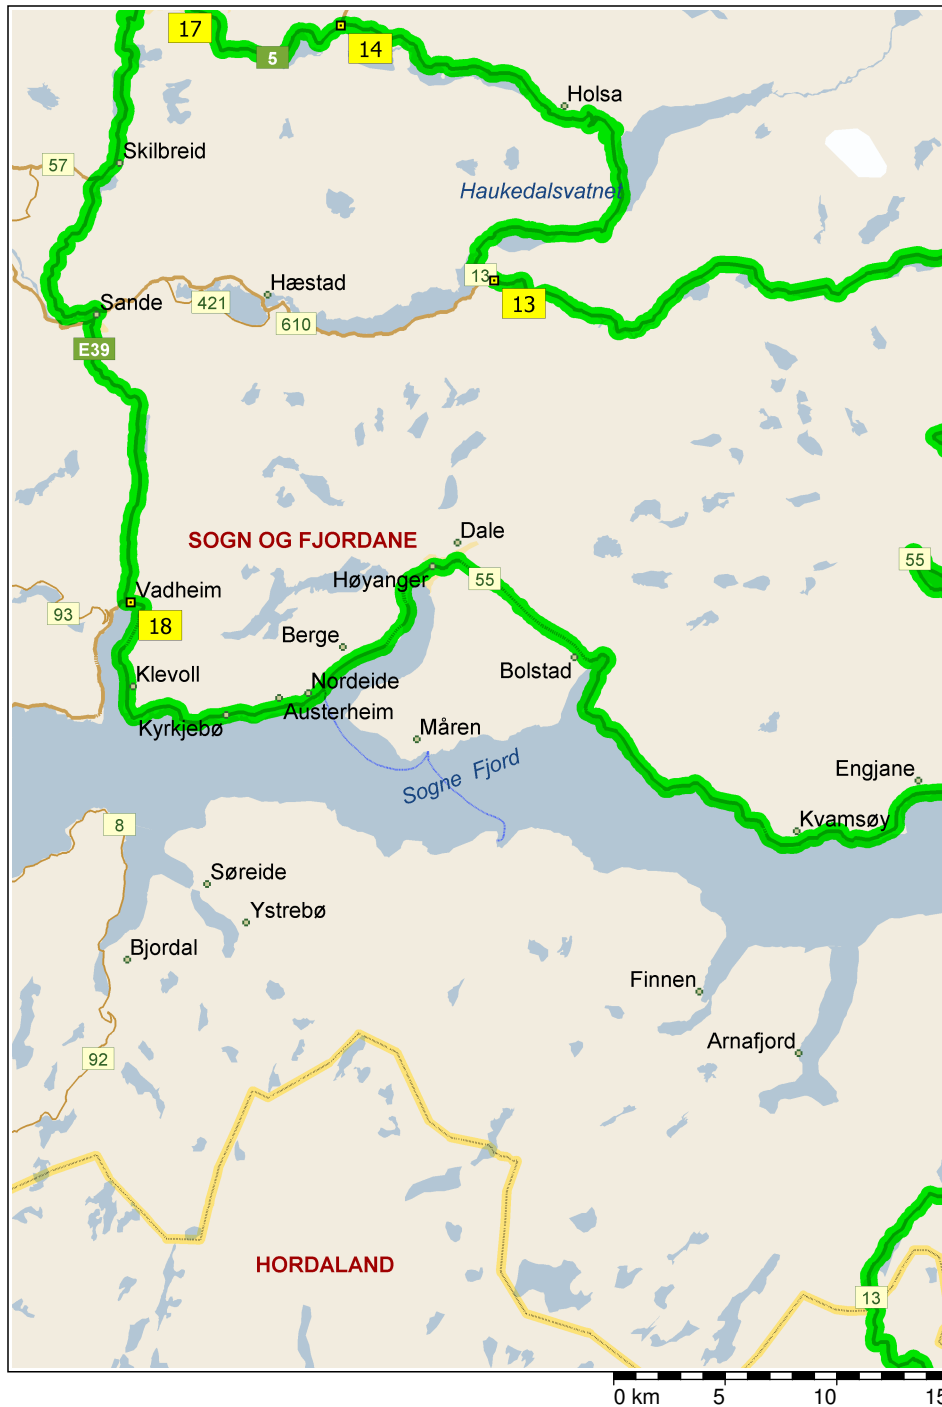 17
14
5
Holsa
Skilbreid
57
Haukedalsvatnet
13
Hæstad
13
421
Sande
610
E39
Dale
SOGN OG FJORDANE
55
Høyanger
55
Vadheim
93
18
Berge
Bolstad
Klevoll
Nordeide
Austerheim
Kyrkjebø
Måren
Sogne Fjord
Engjane
8
Kvamsøy
Søreide
Ystrebø
Bjordal
Finnen
Arnafjord
92
HORDALAND
13
0 km 5 10 15